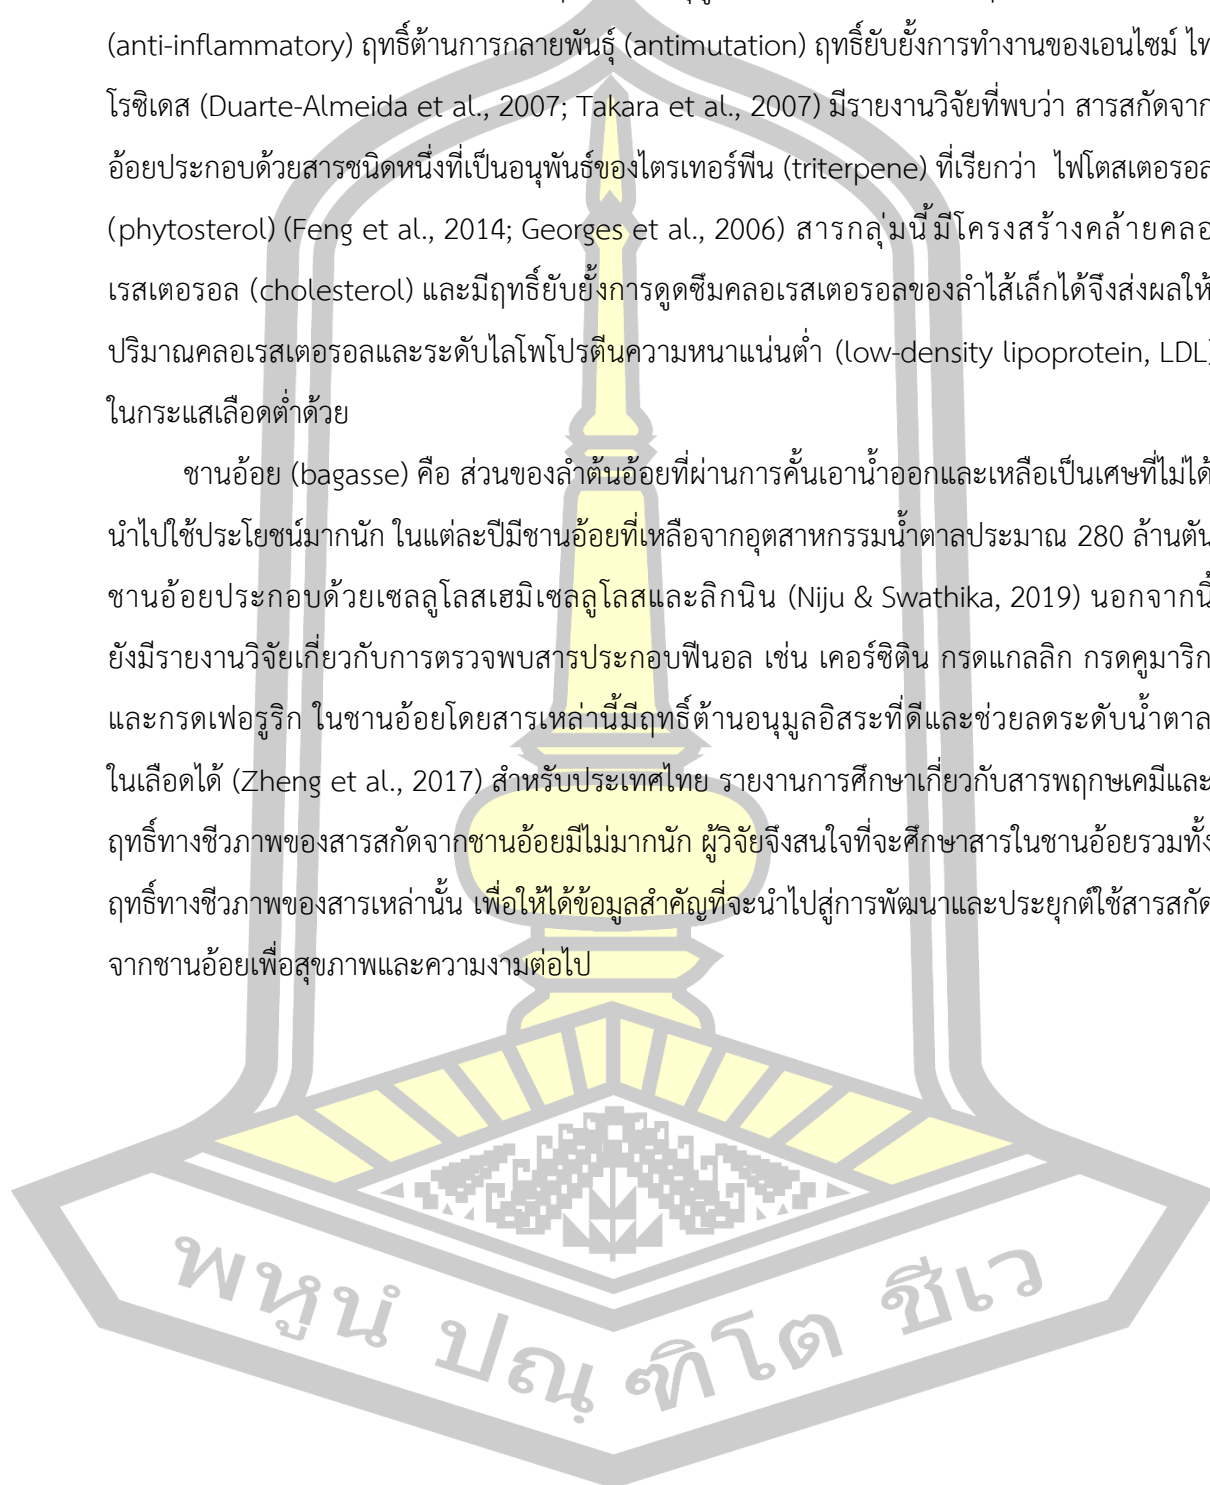 (anti-inflammatory) ฤทธิ์ต้านการกลายพันธุ์ (antimutation) ฤทธิ์ยับยั้งการทำงานของเอนไซม์ ไท
โรซิเดส (Duarte-Almeida et al., 2007; Takara et al., 2007) มีรายงานวิจัยที่พบว่า สารสกัดจาก
อ้อยประกอบด้วยสารชนิดหนึ่งที่เป็นอนุพันธ์ของไตรเทอร์พีน (triterpene) ที่เรียกว่า ไฟโตสเตอรอล
(phytosterol) (Feng et al., 2014; Georges et al., 2006) สารกลุ่มนี้มีโครงสร้างคล้ายคลอ
เรสเตอรอล (cholesterol) และมีฤทธิ์ยับยั้งการดูดซึมคลอเรสเตอรอลของลำไส้เล็กได้จึงส่งผลให้
ปริมาณคลอเรสเตอรอลและระดับไลโพโปรตีนความหนาแน่นต่ำ (low-density lipoprotein, LDL)
ในกระแสเลือดต่ำด้วย
ชานอ้อย (bagasse) คือ ส่วนของลำต้นอ้อยที่ผ่านการคั้นเอาน้ำออกและเหลือเป็นเศษที่ไม่ได้
นำไปใช้ประโยชน์มากนัก ในแต่ละปีมีชานอ้อยที่เหลือจากอุตสาหกรรมน้ำตาลประมาณ 280 ล้านตัน
ชานอ้อยประกอบด้วยเซลลูโลสเฮมิเซลลูโลสและลิกนิน (Niju & Swathika, 2019) นอกจากนี้
ยังมีรายงานวิจัยเกี่ยวกับการตรวจพบสารประกอบฟีนอล เช่น เคอร์ซิติน กรดแกลลิก กรดคูมาริก
และกรดเฟอรูริก ในชานอ้อยโดยสารเหล่านี้มีฤทธิ์ต้านอนุมูลอิสระที่ดีและช่วยลดระดับน้ำตาล
ในเลือดได้ (Zheng et al., 2017) สำหรับประเทศไทย รายงานการศึกษาเกี่ยวกับสารพฤกษเคมีและ
ฤทธิ์ทางชีวภาพของสารสกัดจากชานอ้อยมีไม่มากนัก ผู้วิจัยจึงสนใจที่จะศึกษาสารในชานอ้อยรวมทั้ง
ฤทธิ์ทางชีวภาพของสารเหล่านั้น เพื่อให้ได้ข้อมูลสำคัญที่จะนำไปสู่การพัฒนาและประยุกต์ใช้สารสกัด
จากชานอ้อยเพื่อสุขภาพและความงามต่อไป
พหูนํ ปณฺฑิโต ชีเว